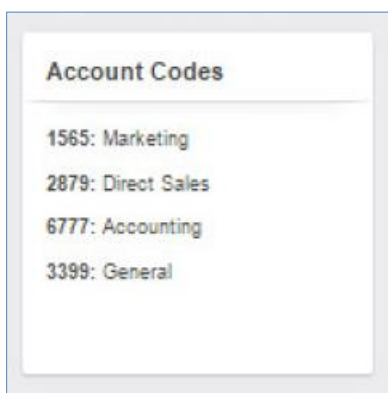 Account Codes
1565: Marketing
2879: Direct Sales
6777: Accounting
3399: General